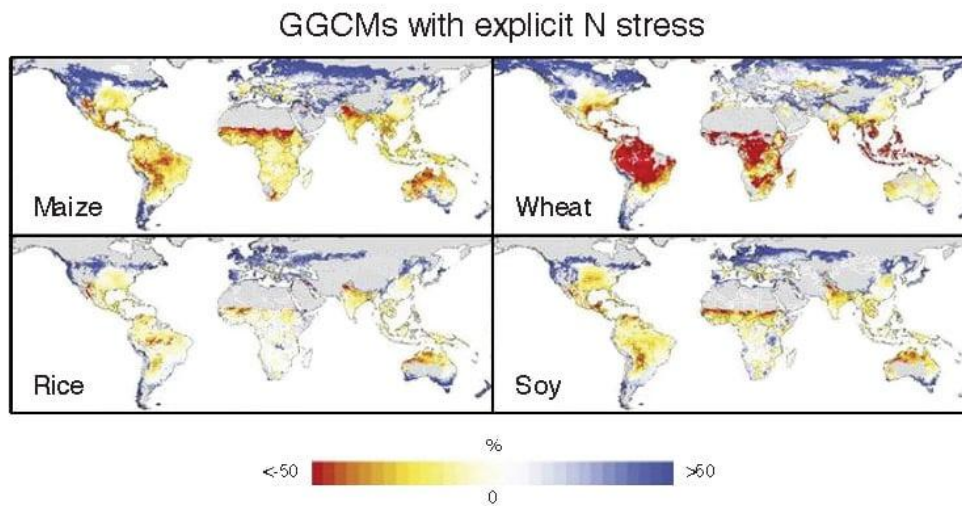 GGCMs with explicit N stress
Maize
Wheat
Rice
Soy
%
<-50
>50
0